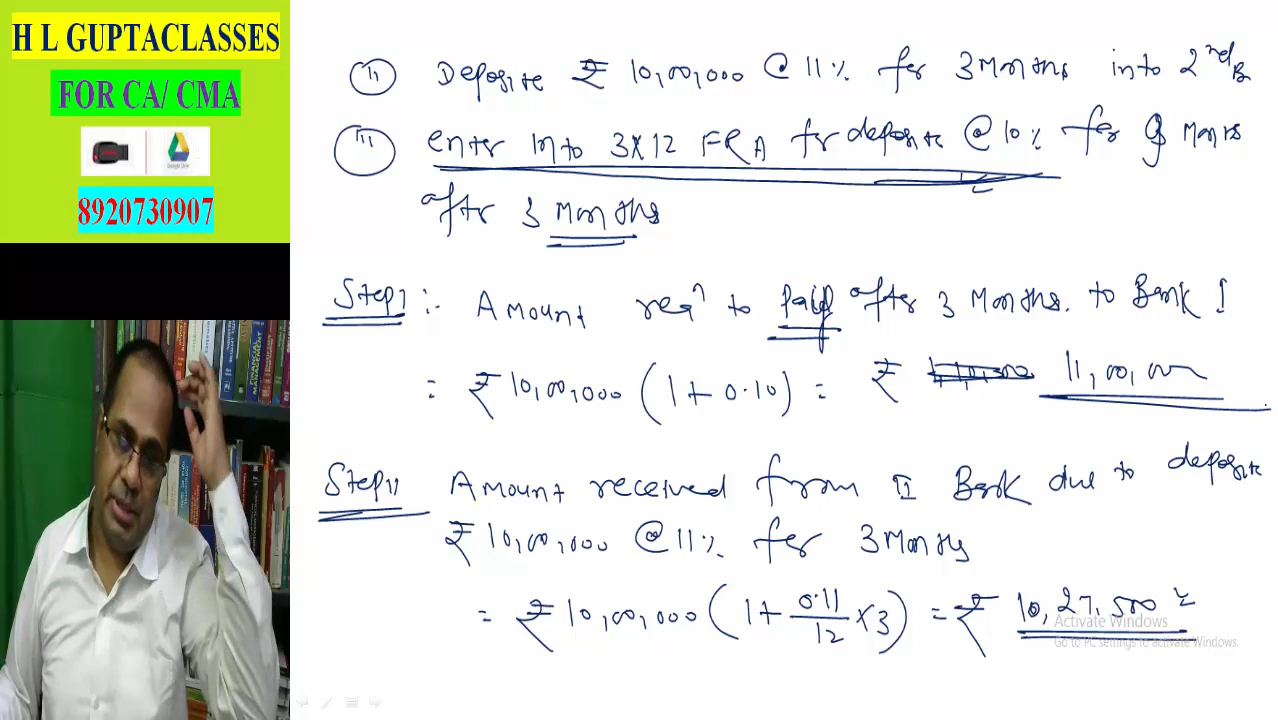 H L GUPTACLASSES
FOR CA/ CMA
8920730907
(ii) Deposite ₹ 10,00,000 @ 11% for 3 Months into 2nd B
(iii) enter into 3x12 FRA for deposite @ 10% for 9 Months
after 3 Months
Step I :- Amount reqd to paid after 3 Months. to Bank I
= ₹ 10,00,000 (1 + 0.10) = ₹ 11,00,000
Step II Amount received from II Bank due to deposite
₹ 10,00,000 @ 11% for 3 Months
= ₹ 10,00,000 (1 + 0.11/12 x 3) = ₹ 10,27,500
Activate Windows
Go to PC settings to activate Windows.